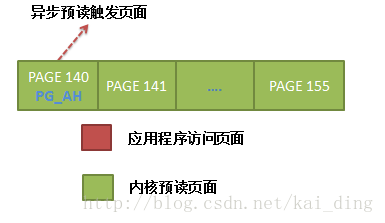 异步预读触发页面
PAGE 140
PG_AH
PAGE 141
....
PAGE 155
应用程序访问页面
内核预读页面
http://blog.csdn.net/kai_ding